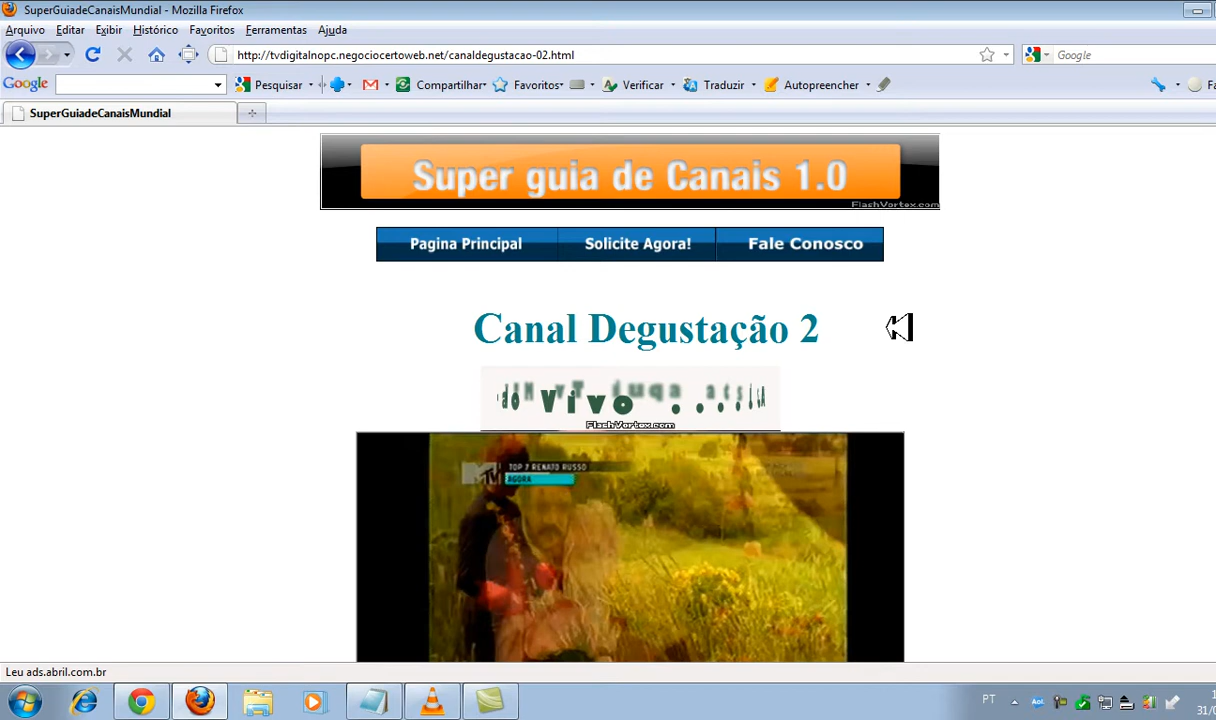 SuperGuiadeCanaisMundial - Mozilla Firefox
Arquivo Editar Exibir Histórico Favoritos Ferramentas Ajuda
http://tvdigitalnopc.negociocertoweb.net/canaldegustacao-02.html Google
Google Pesquisar Compartilhar Favoritos Verificar Traduzir Autopreencher
SuperGuiadeCanaisMundial
Super guia de Canais 1.0
FlashVortex.com
Pagina Principal Solicite Agora! Fale Conosco
Canal Degustação 2
Vivo .....
FlashVortex.com
MTV TOP 7 RENATO RUSSO
AGORA
Leu ads.abril.com.br
PT